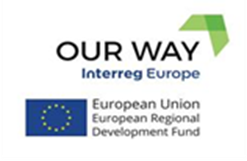 OUR WAY
Interreg Europe
European Union
European Regional
Development Fund